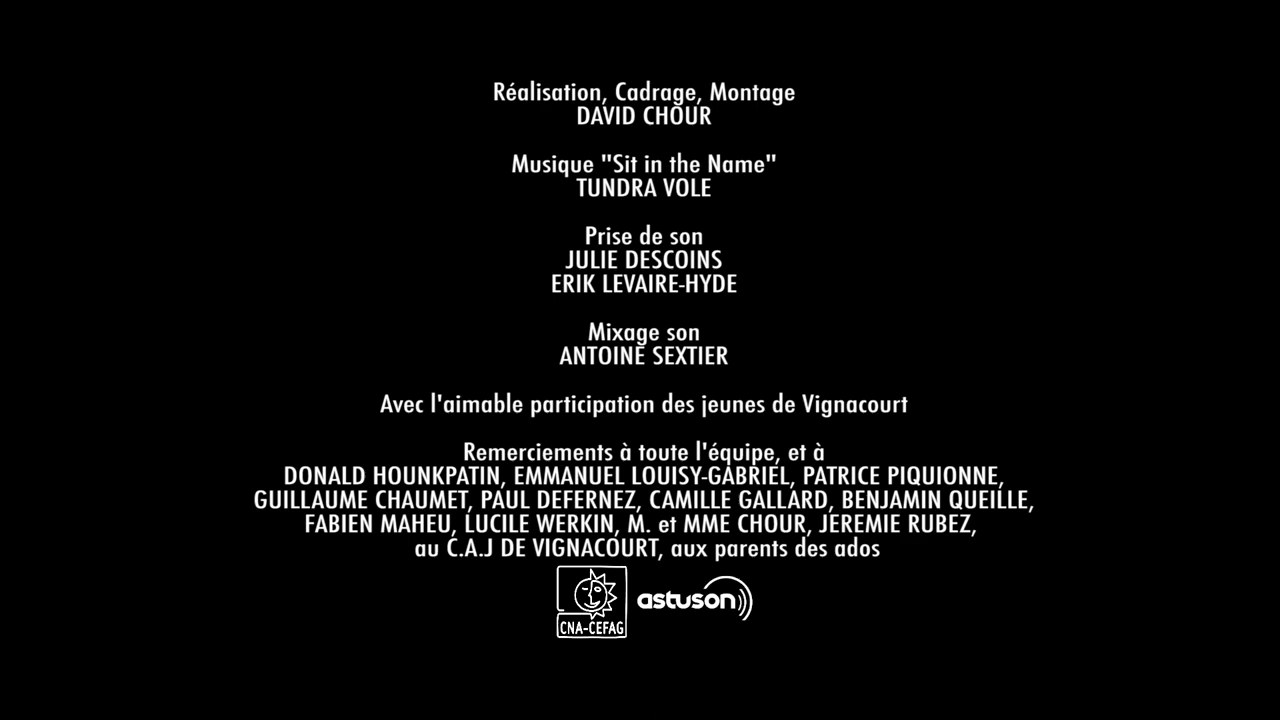 Réalisation, Cadrage, Montage
DAVID CHOUR
Musique "Sit in the Name"
TUNDRA VOLE
Prise de son
JULIE DESCOINS
ERIK LEVAIRE-HYDE
Mixage son
ANTOINE SEXTIER
Avec l'aimable participation des jeunes de Vignacourt
Remerciements à toute l'équipe, et à
DONALD HOUNKPATIN, EMMANUEL LOUISY-GABRIEL, PATRICE PIQUIONNE,
GUILLAUME CHAUMET, PAUL DEFERNEZ, CAMILLE GALLARD, BENJAMIN QUEILLE,
FABIEN MAHEU, LUCILE WERKIN, M. et MME CHOUR, JEREMIE RUBEZ,
au C.A.J DE VIGNACOURT, aux parents des ados
CNA-CEFAG
astuson